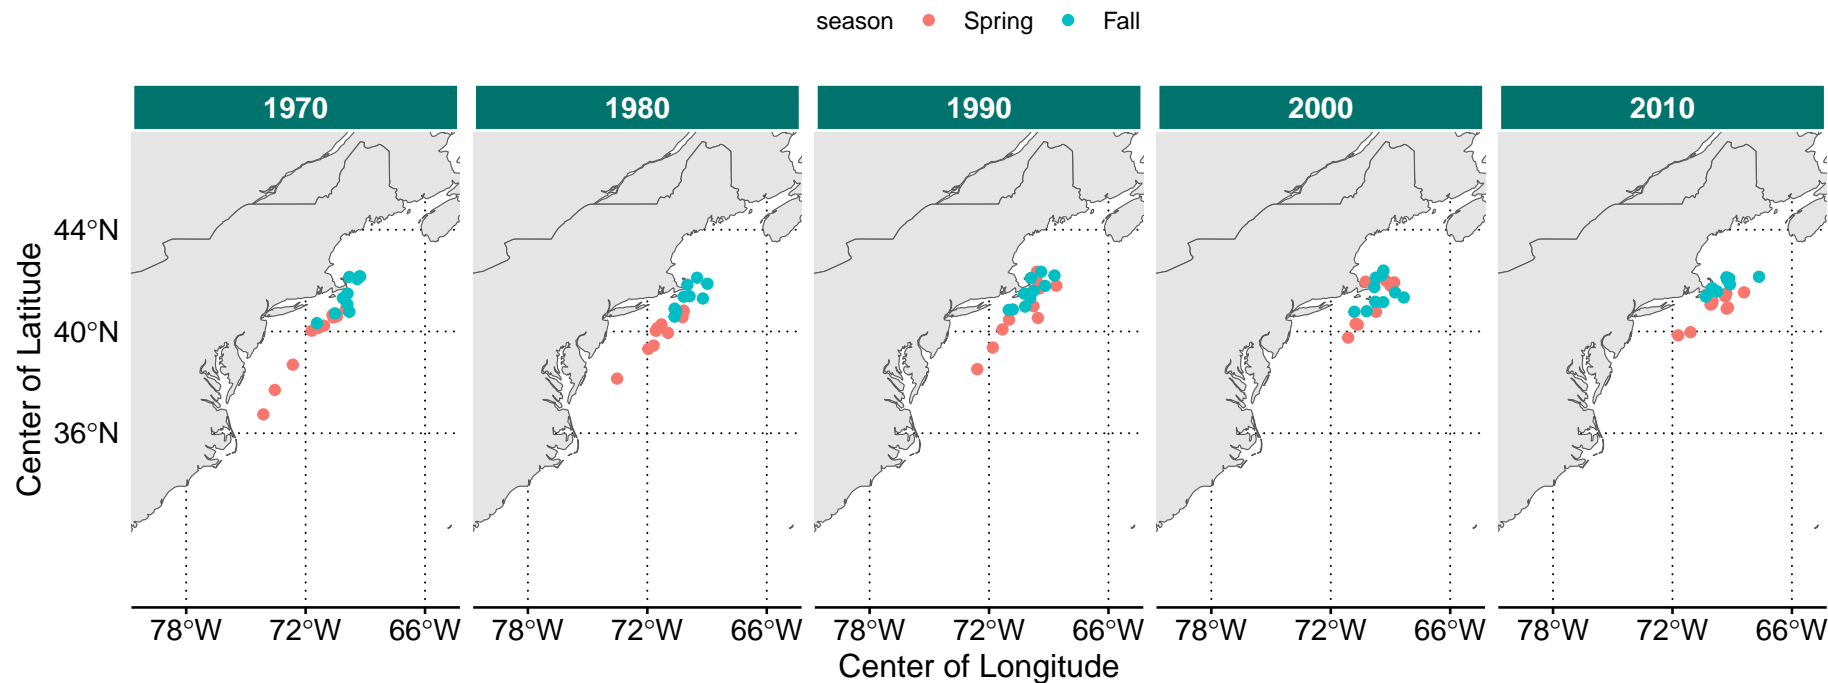 season Spring Fall
1970 1980 1990 2000 2010
44°N
40°N
36°N
Center of Latitude
78°W 72°W 66°W 78°W 72°W 66°W 78°W 72°W 66°W 78°W 72°W 66°W 78°W 72°W 66°W
Center of Longitude